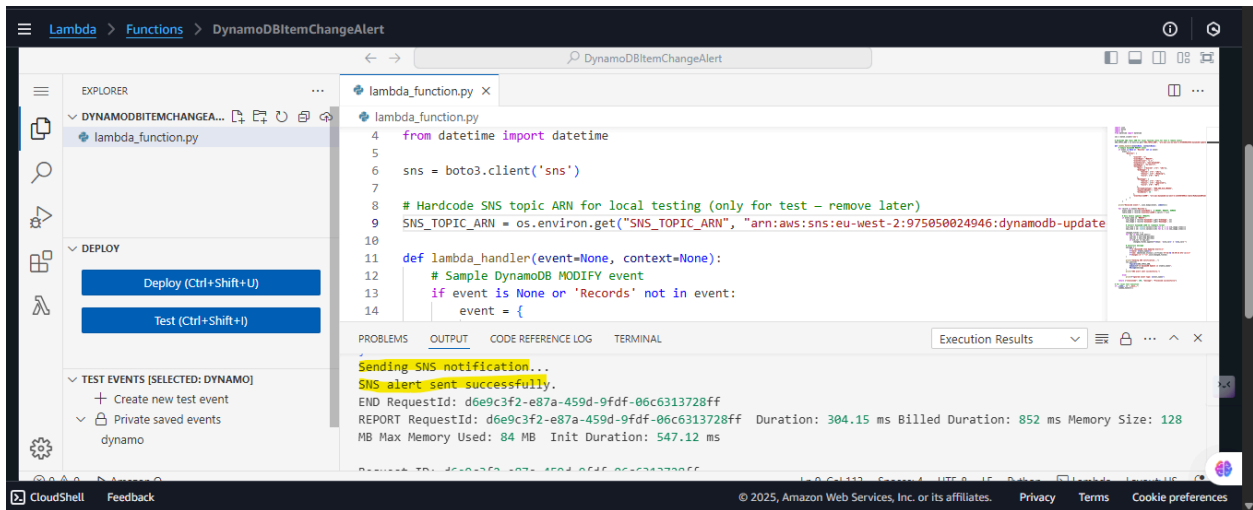 Lambda > Functions > DynamoDBItemChangeAlert
DynamoDBItemChangeAlert
EXPLORER
DYNAMODBITEMCHANGEA...
lambda_function.py
DEPLOY
Deploy (Ctrl+Shift+U)
Test (Ctrl+Shift+I)
TEST EVENTS [SELECTED: DYNAMO]
Create new test event
Private saved events
dynamo
lambda_function.py
lambda_function.py
4 from datetime import datetime
5
6 sns = boto3.client('sns')
7
8 # Hardcode SNS topic ARN for local testing (only for test — remove later)
9 SNS_TOPIC_ARN = os.environ.get("SNS_TOPIC_ARN", "arn:aws:sns:eu-west-2:975050024946:dynamodb-update
10
11 def lambda_handler(event=None, context=None):
12 # Sample DynamoDB MODIFY event
13 if event is None or 'Records' not in event:
14 event = {
PROBLEMS OUTPUT CODE REFERENCE LOG TERMINAL
Execution Results
Sending SNS notification...
SNS alert sent successfully.
END RequestId: d6e9c3f2-e87a-459d-9fdf-06c6313728ff
REPORT RequestId: d6e9c3f2-e87a-459d-9fdf-06c6313728ff Duration: 304.15 ms Billed Duration: 852 ms Memory Size: 128
MB Max Memory Used: 84 MB Init Duration: 547.12 ms
CloudShell Feedback
© 2025, Amazon Web Services, Inc. or its affiliates. Privacy Terms Cookie preferences